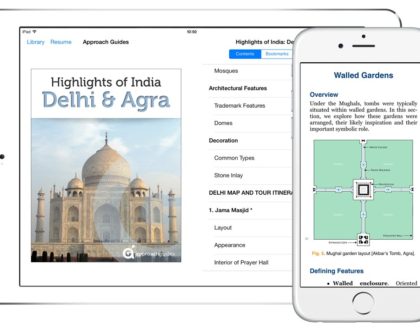 iPad
10:50
Library
Resume
Approach Guides
Highlights of India: De
Contents
Bookmarks
Highlights of India
Delhi & Agra
approach guides
Mosques
Architectural Features
Trademark Features
Domes
Decoration
Common Types
Stone Inlay
DELHI MAP AND TOUR ITINERA
1. Jama Masjid *
Layout
Appearance
Interior of Prayer Hall
Walled Gardens
Overview
Under the Mughals, tombs were typically
situated within walled gardens. In this sec-
tion, we explore how these gardens were
arranged, their likely inspiration and their
important symbolic role.
Fig. 5. Mughal garden layout [Akbar's Tomb, Agra].
Defining Features
• Walled enclosure. Oriented